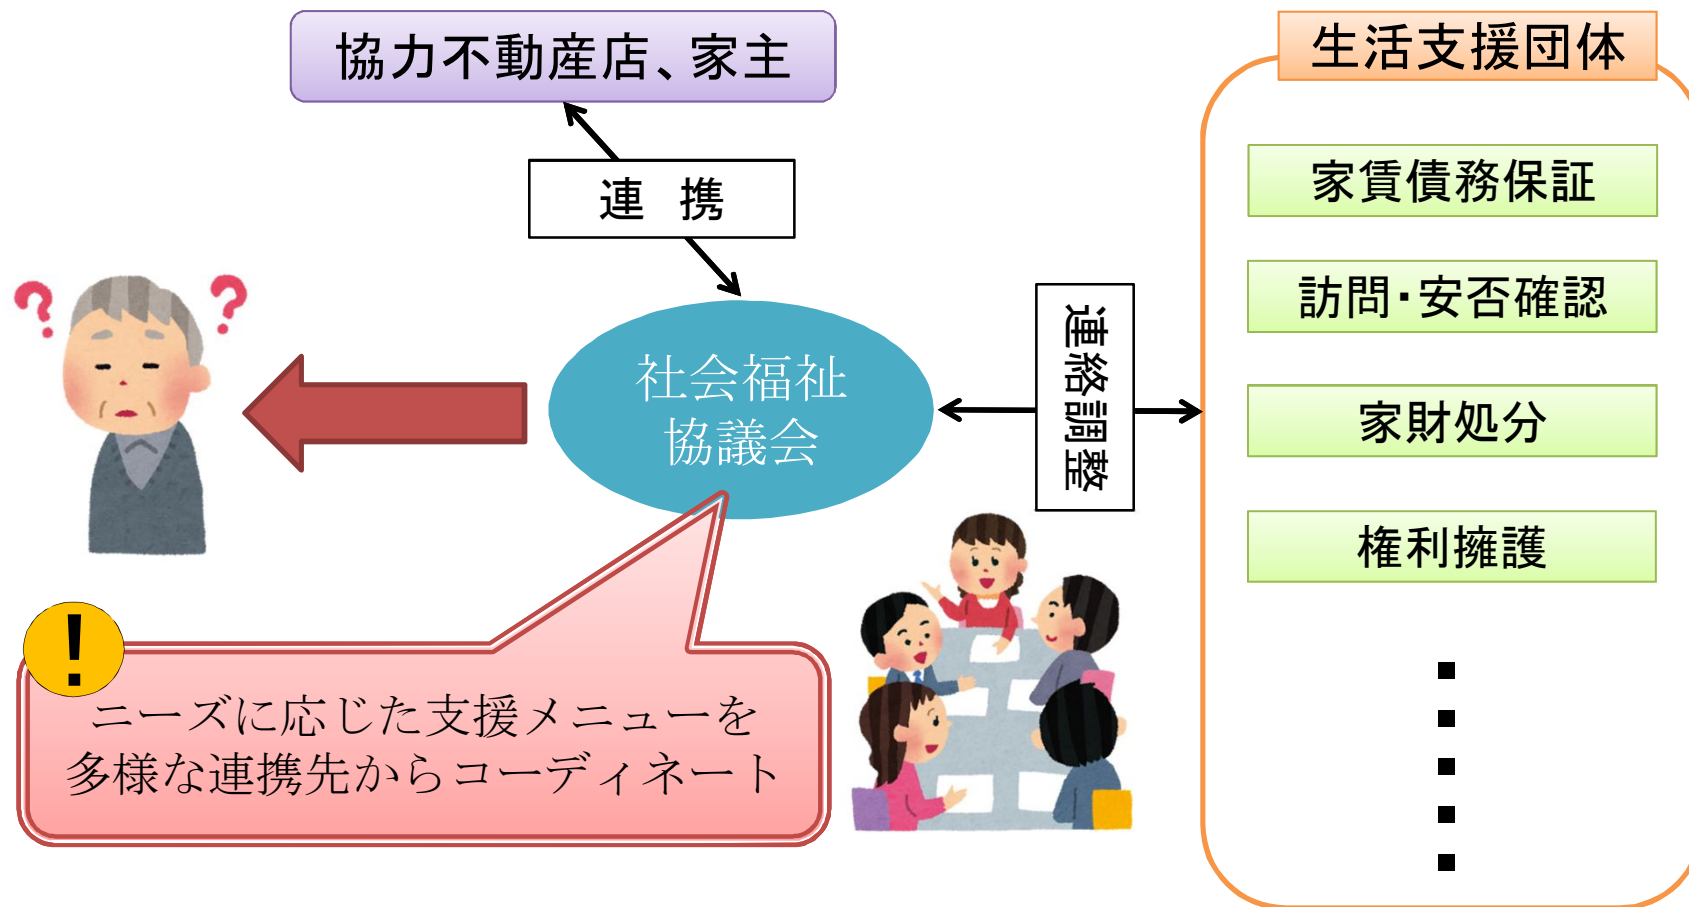 協力不動産店、家主
生活支援団体
連　携
家賃債務保証
訪問・安否確認
社会福祉
協議会
連絡調整
家財処分
権利擁護
?
?
!
ニーズに応じた支援メニューを
多様な連携先からコーディネート